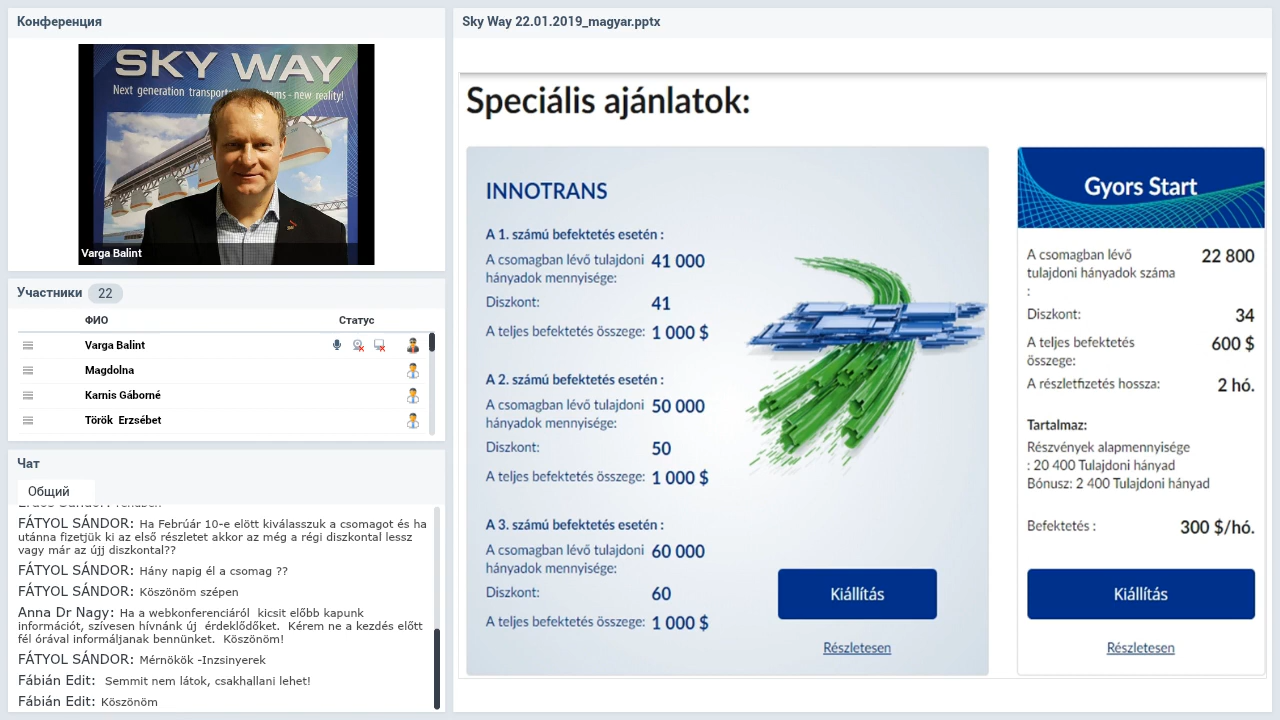 Конференция
SKY WAY
Next generation
- new reality!
Varga Balint
Участники 22
ФИО Статус
Varga Balint
Magdolna
Karnis Gáborné
Török Erzsébet
Чат
Общий
FÁTYOL SÁNDOR: Ha Február 10-e elött kiválasszuk a csomagot és ha
utánna fizetjük ki az első részletet akkor az még a régi diszkontal lessz
vagy már az újj diszkontal??
FÁTYOL SÁNDOR: Hány napig él a csomag ??
FÁTYOL SÁNDOR: Köszönöm szépen
Anna Dr Nagy: Ha a webkonferenciáról kicsit előbb kapunk
információt, szívesen hívnánk új érdeklődőket. Kérem ne a kezdés előtt
fél órával informáljanak bennünket. Köszönöm!
FÁTYOL SÁNDOR: Mérnökök -Inzsinyerek
Fábián Edit: Semmit nem látok, csakhallani lehet!
Fábián Edit: Köszönöm
Sky Way 22.01.2019_magyar.pptx
Speciális ajánlatok:
INNOTRANS
A 1. számú befektetés esetén :
A csomagban lévő tulajdoni 41 000
hányadok mennyisége:
Diszkont: 41
A teljes befektetés összege: 1 000 $
A 2. számú befektetés esetén :
A csomagban lévő tulajdoni 50 000
hányadok mennyisége:
Diszkont: 50
A teljes befektetés összege: 1 000 $
A 3. számú befektetés esetén :
A csomagban lévő tulajdoni 60 000
hányadok mennyisége:
Diszkont: 60
A teljes befektetés összege: 1 000 $
Kiállítás
Részletesen
Gyors Start
A csomagban lévő 22 800
tulajdoni hányadok száma
:
Diszkont: 34
A teljes befektetés 600 $
összege:
A részletfizetés hossza: 2 hó.
Tartalmaz:
Részvények alapmennyisége
: 20 400 Tulajdoni hányad
Bónusz: 2 400 Tulajdoni hányad
Befektetés : 300 $/hó.
Kiállítás
Részletesen